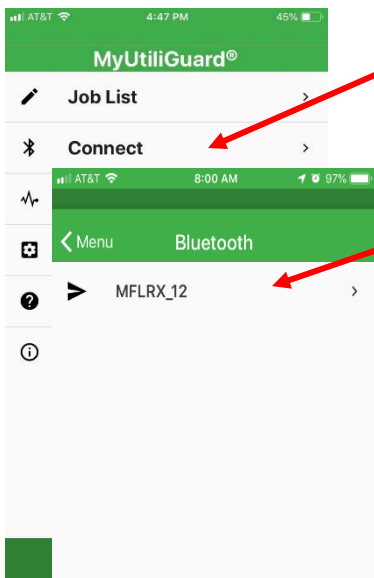 AT&T 4:47 PM 45%
MyUtiliGuard®
Job List
Connect
AT&T 8:00 AM 97%
Menu Bluetooth
MFLRX_12